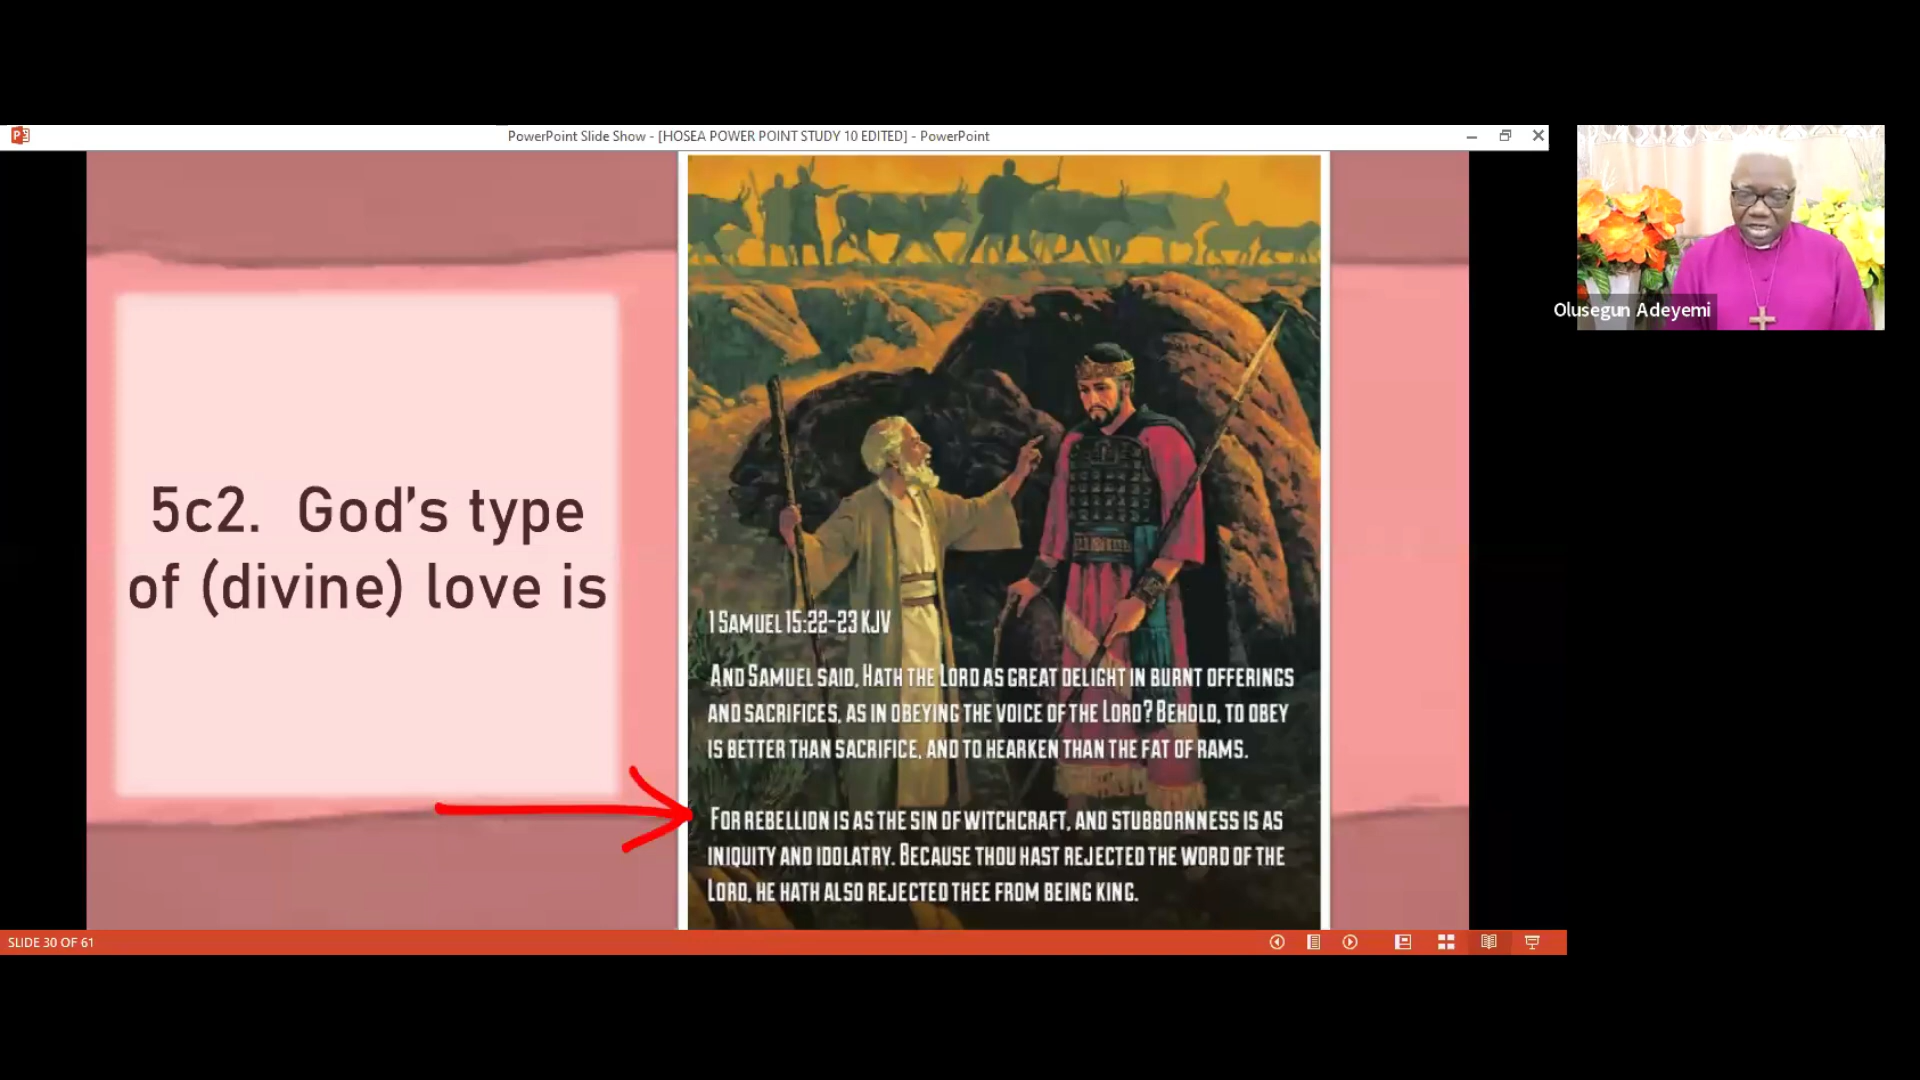 PowerPoint Slide Show - [HOSEA POWER POINT STUDY 10 EDITED] - PowerPoint
5c2. God's type
of (divine) love is
1 SAMUEL 15:22-23 KJV
AND SAMUEL SAID, HATH THE LORD AS GREAT DELIGHT IN BURNT OFFERINGS
AND SACRIFICES, AS IN OBEYING THE VOICE OF THE LORD? BEHOLD, TO OBEY
IS BETTER THAN SACRIFICE, AND TO HEARKEN THAN THE FAT OF RAMS.
FOR REBELLION IS AS THE SIN OF WITCHCRAFT, AND STUBBORNNESS IS AS
INIQUITY AND IDOLATRY. BECAUSE THOU HAST REJECTED THE WORD OF THE
LORD, HE HATH ALSO REJECTED THEE FROM BEING KING.
Olusegun Adeyemi
SLIDE 30 OF 61